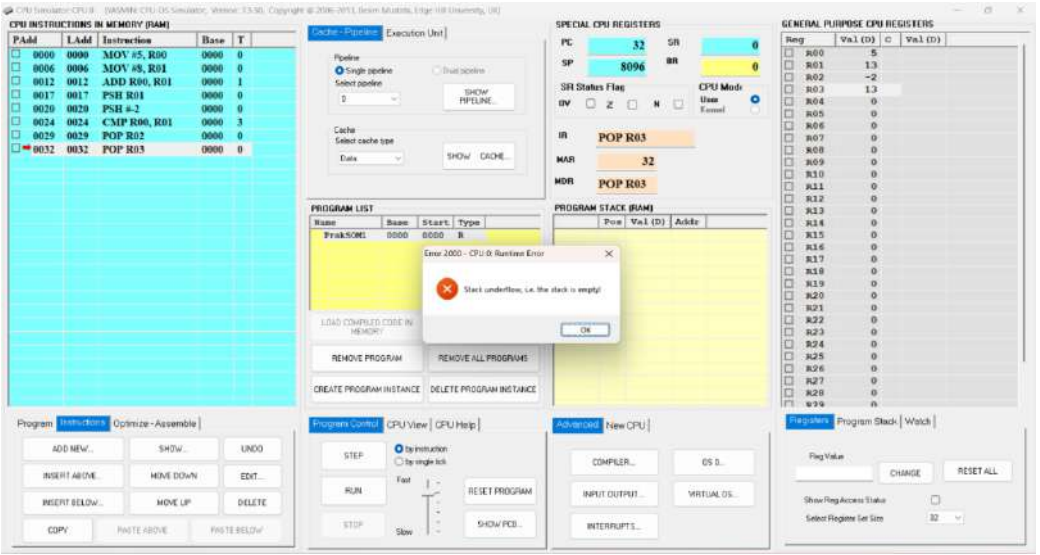 CPU Simulator CPU 0
CPU INSTRUCTIONS IN MEMORY (RAM)
PAdd LAdd Instruction Base T
0000 0000 MOV #5, R00 0000 0
0006 0006 MOV #8, R01 0000 0
0012 0012 ADD R00, R01 0000 1
0017 0017 PSH R01 0000 0
0020 0020 PSH #-2 0000 0
0024 0024 CMP R00, R01 0000 3
0029 0029 POP R02 0000 0
0032 0032 POP R03 0000 0
Program Instructions Optimize - Assemble
ADD NEW... SHOW... UNDO
INSERT ABOVE... MOVE DOWN EDIT...
INSERT BELOW... MOVE UP DELETE
COPY PASTE ABOVE PASTE BELOW
Cache - Pipeline Execution Unit
Pipeline
Single pipeline Dual pipeline
Select pipeline
0
SHOW PIPELINE...
Cache
Select cache type
Data SHOW CACHE...
PROGRAM LIST
Name Base Start Type
PrakSOM1 0000 0000 R
LOAD COMPILED CODE IN
MEMORY
REMOVE PROGRAM REMOVE ALL PROGRAMS
CREATE PROGRAM INSTANCE DELETE PROGRAM INSTANCE
Program Control CPU View CPU Help
STEP by instruction
by single tick
RUN Fast RESET PROGRAM
STOP Slow SHOW PCB...
Error 2000 - CPU 0: Runtime Error
Stack underflow, i.e. the stack is empty!
OK
SPECIAL CPU REGISTERS
PC 32 SR 0
SP 8096 BR 0
SR Status Flag CPU Mode
OV Z N User
Kernel
IR POP R03
MAR 32
MDR POP R03
PROGRAM STACK (RAM)
Pos Val (D) Addr
Advanced New CPU
COMPILER... OS 0...
INPUT OUTPUT... VIRTUAL OS...
INTERRUPTS...
GENERAL PURPOSE CPU REGISTERS
Reg Val (D) C Val (D)
R00 5
R01 13
R02 -2
R03 13
R04 0
R05 0
R06 0
R07 0
R08 0
R09 0
R10 0
R11 0
R12 0
R13 0
R14 0
R15 0
R16 0
R17 0
R18 0
R19 0
R20 0
R21 0
R22 0
R23 0
R24 0
R25 0
R26 0
R27 0
R28 0
R29 0
Registers Program Stack Watch
Reg Value
CHANGE RESET ALL
Show Reg Access Status
Select Register Set Size 32